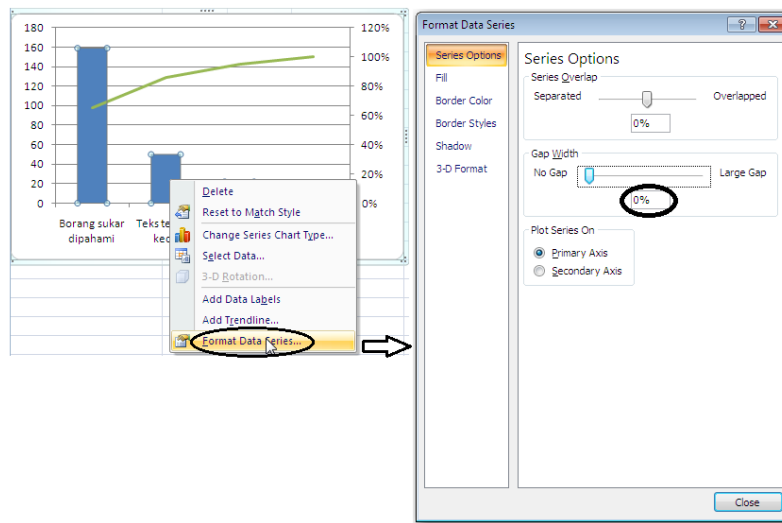 180
160
140
120
100
80
60
40
20
0
120%
100%
80%
60%
40%
20%
0%
Borang sukar
dipahami
Teks te
kec
Delete
Reset to Match Style
Change Series Chart Type...
Select Data...
3-D Rotation...
Add Data Labels
Add Trendline...
Format Data Series...
Format Data Series
Series Options
Fill
Border Color
Border Styles
Shadow
3-D Format
Series Options
Series Overlap
Separated Overlapped
0%
Gap Width
No Gap Large Gap
0%
Plot Series On
Primary Axis
Secondary Axis
Close